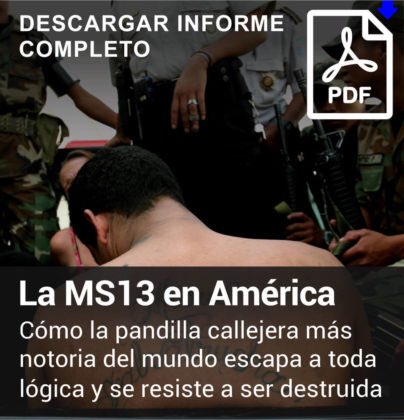 DESCARGAR INFORME
COMPLETO
PDF
La MS13 en América
Cómo la pandilla callejera más
notoria del mundo escapa a toda
lógica y se resiste a ser destruida